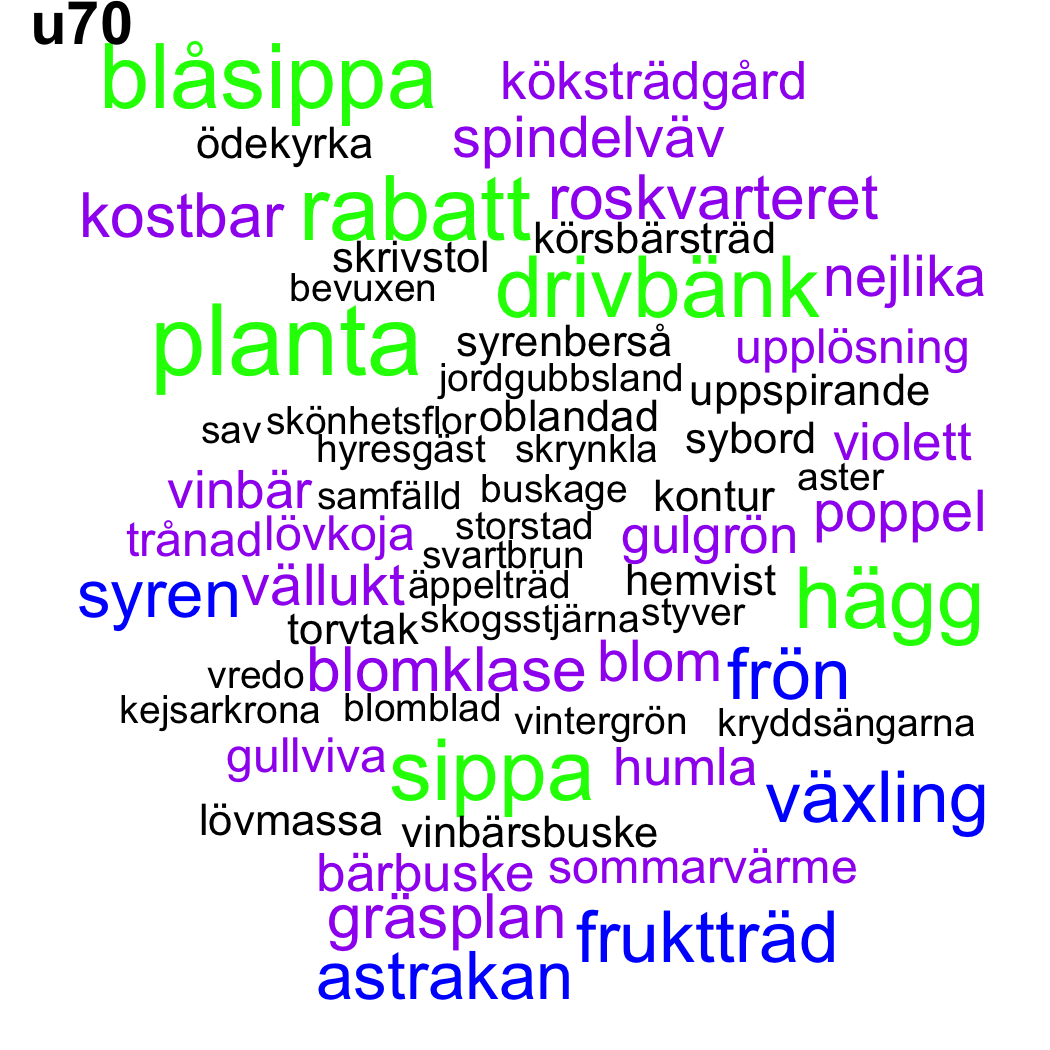 u70
blåsippa köksträdgård
ödekyrka spindelväv
kostbar rabatt roskvarteret
skrivstol körsbärsträd
bevuxen drivbänk nejlika
planta syrenberså upplösning
jordgubbsland uppspirande
sav skönhetsflor oblandad sybord violett
hyresgäst skrynkla
vinbär samfälld buskage kontur aster
poppel
trånad lövkoja storstad gulgrön
svartbrun
syren vällukt äppelträd hemvist hägg
torvtak skogsstjärna styver
vredo blomklase blom frön
kejsarkrona blomblad vintergrön kryddsängarna
gullviva sippa humla
växling
lövmassa vinbärsbuske
bärbuske sommarvärme
gräsplan fruktträd
astrakan